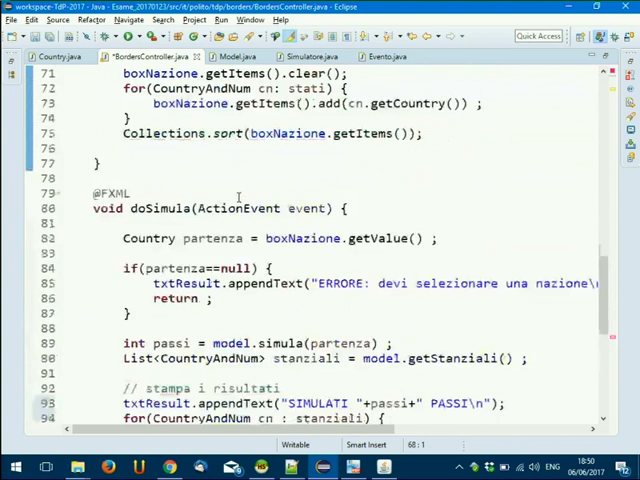 workspace-TdP-2017 - Java - Esame_20170123/src/it/polito/tdp/borders/BordersController.java - Eclipse
File Edit Source Refactor Navigate Search Project Run Window Help
Quick Access
Country.java *BordersController.java Model.java Simulatore.java Evento.java
71 boxNazione.getItems().clear();
72 for(CountryAndNum cn: stati) {
73 boxNazione.getItems().add(cn.getCountry()) ;
74 }
75 Collections.sort(boxNazione.getItems());
76
77 }
78
79 @FXML
80 void doSimula(ActionEvent event) {
81
82 Country partenza = boxNazione.getValue() ;
83
84 if(partenza==null) {
85 txtResult.appendText("ERRORE: devi selezionare una nazione\n
86 return ;
87 }
88
89 int passi = model.simula(partenza) ;
90 List<CountryAndNum> stanziali = model.getStanziali() ;
91
92 // stampa i risultati
93 txtResult.appendText("SIMULATI "+passi+" PASSI\n");
94 for(CountryAndNum cn : stanziali) {
Writable Smart Insert 68 : 1
ENG 18:50
06/06/2017